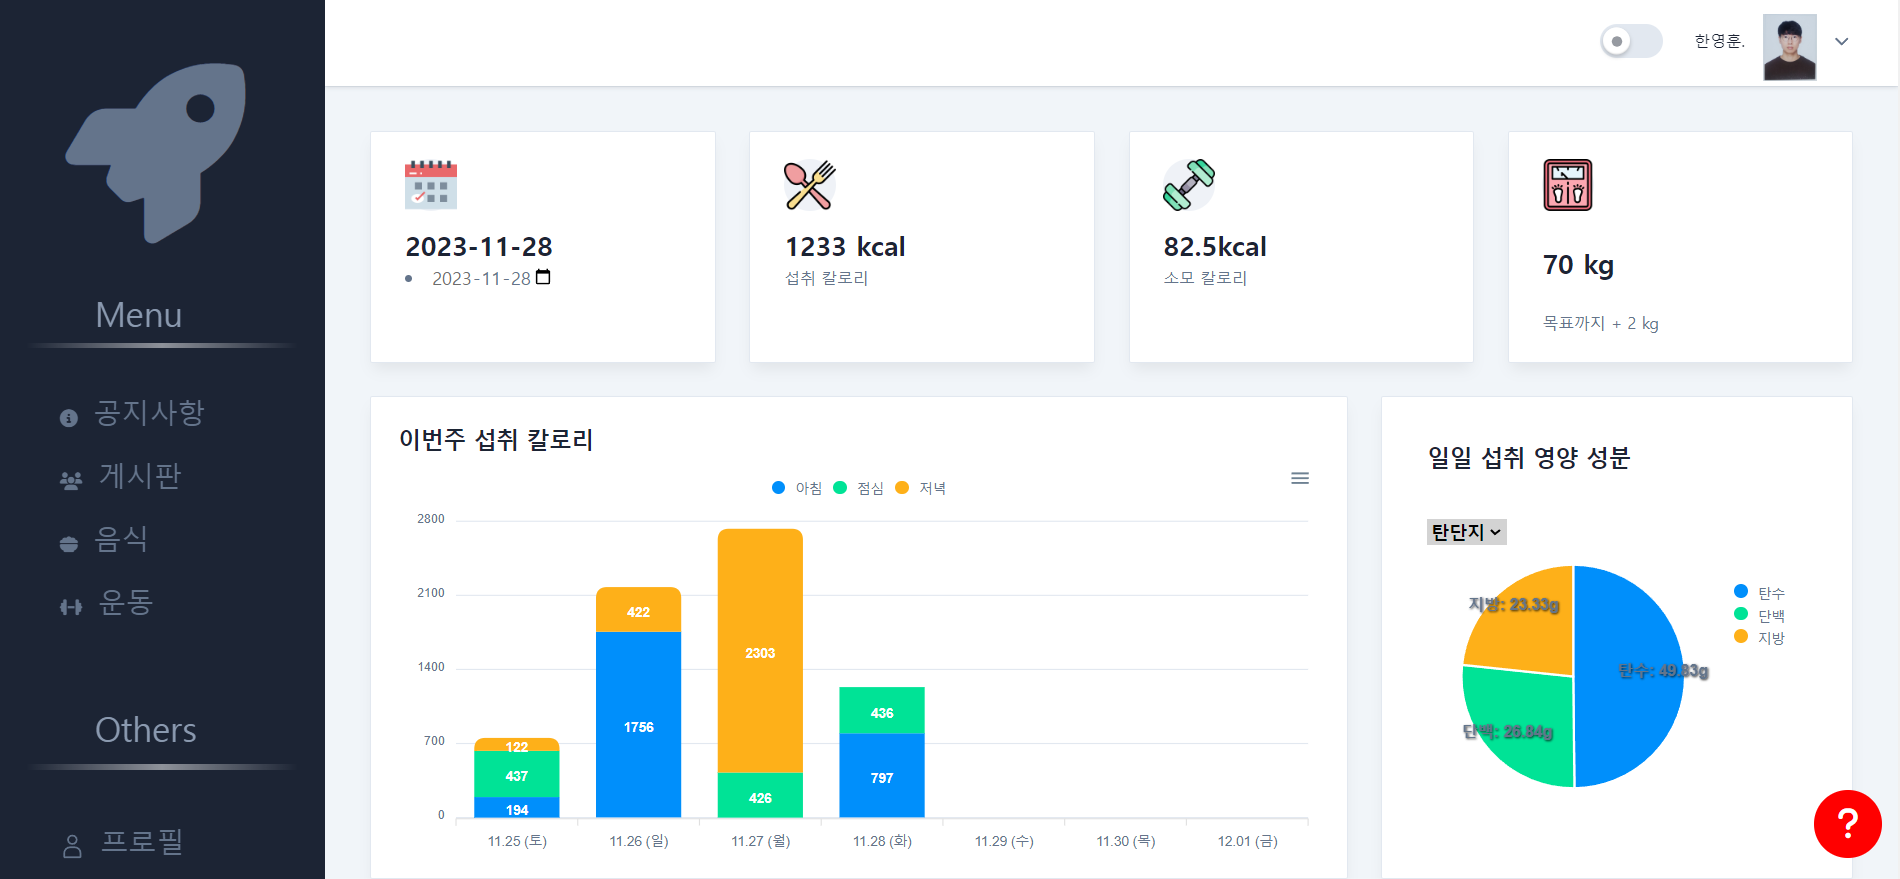 한영훈.
Menu
공지사항
게시판
음식
운동
Others
프로필
2023-11-28
2023-11-28
1233 kcal
섭취 칼로리
82.5kcal
소모 칼로리
70 kg
목표까지 + 2 kg
이번주 섭취 칼로리
아침 점심 저녁
2800
2100
1400
700
0
122
437
194
422
1756
2303
426
436
797
11.25 (토) 11.26 (일) 11.27 (월) 11.28 (화) 11.29 (수) 11.30 (목) 12.01 (금)
일일 섭취 영양 성분
탄단지
지방: 23.33g
탄수: 49.83g
단백: 26.84g
탄수
단백
지방
?